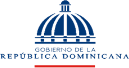 GOBIERNO DE LA
REPÚBLICA DOMINICANA